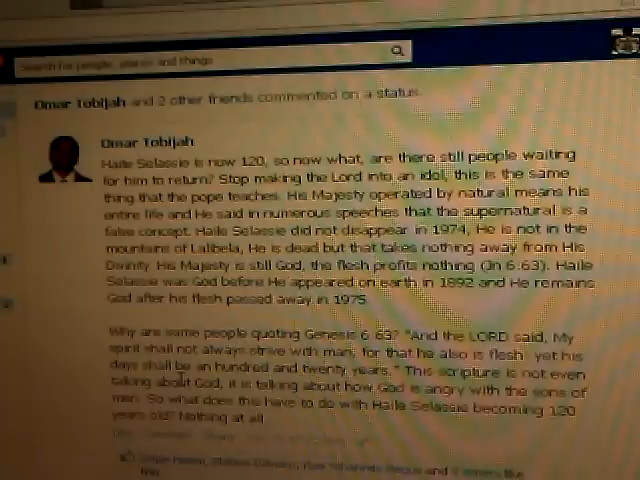 Search for people, places and things
Omar Tobijah and 2 other friends commented on a status.
Omar Tobijah
Haile Selassie is now 120, so now what, are there still people waiting
for him to return? Stop making the Lord into an idol, this is the same
thing that the pope teaches. His Majesty operated by natural means his
entire life and He said in numerous speeches that the supernatural is a
false concept. Haile Selassie did not disappear in 1974, He is not in the
mountains of Lalibela, He is dead but that takes nothing away from His
Divinity. His Majesty is still God, the flesh profits nothing (Jn 6:63). Haile
Selassie was God before He appeared on earth in 1892 and He remains
God after his flesh passed away in 1975
Why are some people quoting Genesis 6:63? "And the LORD said, My
spirit shall not always strive with man, for that he also is flesh: yet his
days shall be an hundred and twenty years." This scripture is not even
talking about God, it is talking about how God is angry with the sons of
men. So what does this have to do with Haile Selassie becoming 120
years old? Nothing at all
and others like
this